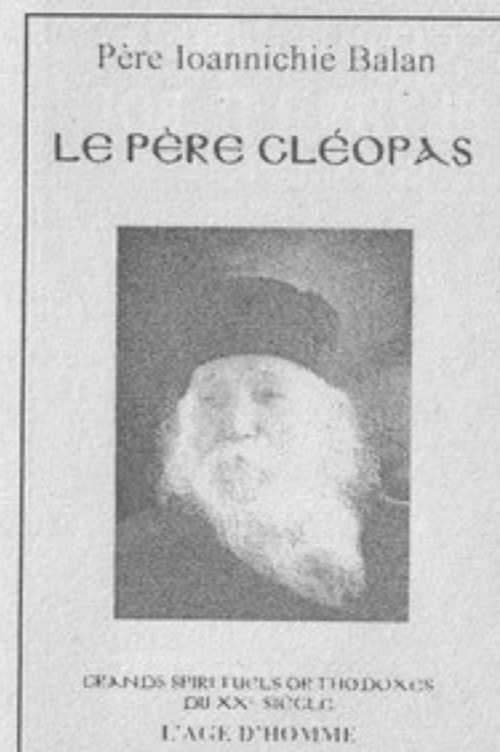 Père Ioannichié Balan
LE PÈRE CLÉOPAS
GRANDS SPIRITUELS ORTHODOXES
DU XXe SIÈCLE
L'AGE D'HOMME